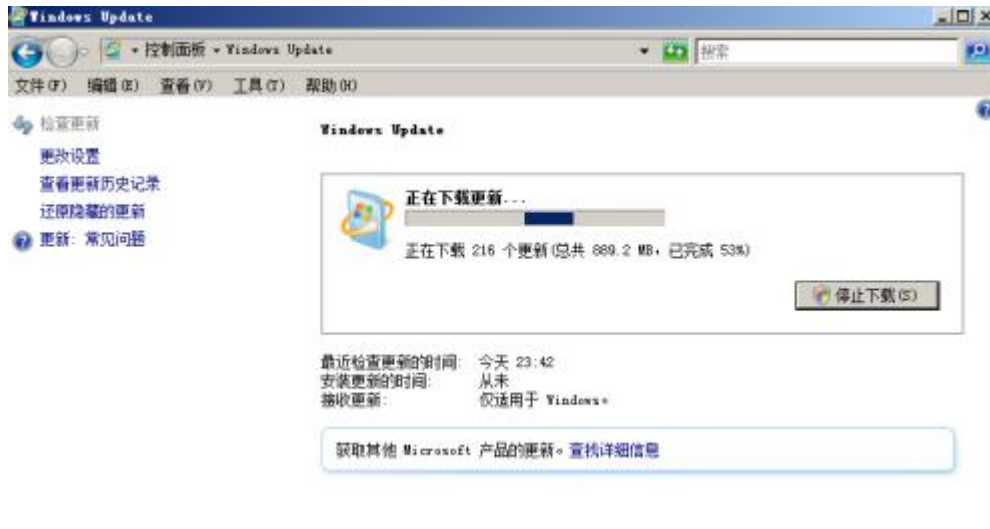 Windows Update
控制面板 Windows Update 搜索
文件(F) 编辑(E) 查看(V) 工具(T) 帮助(H)
检查更新
更改设置
查看更新历史记录
还原隐藏的更新
更新: 常见问题
Windows Update
正在下载更新...
正在下载 216 个更新(总共 889.2 MB，已完成 53%)
停止下载(S)
最近检查更新的时间: 今天 23:42
安装更新的时间: 从未
接收更新: 仅适用于 Windows。
获取其他 Microsoft 产品的更新。查找详细信息